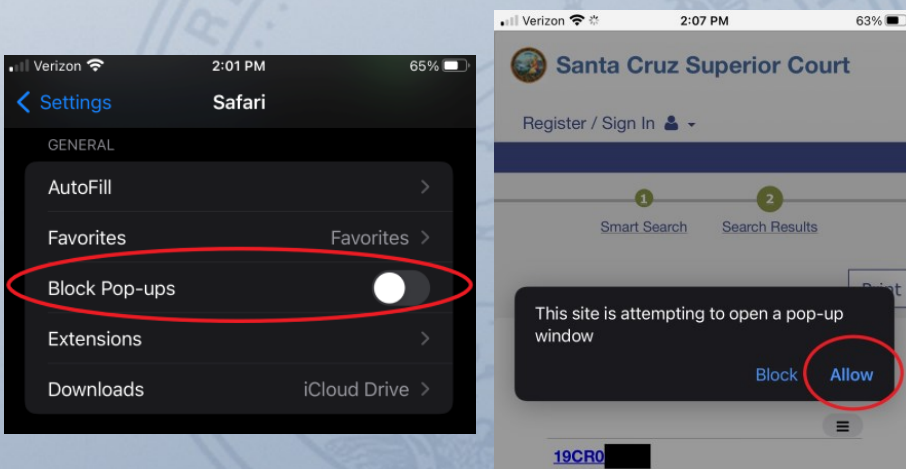 Verizon 2:01 PM 65%
Settings Safari
GENERAL
AutoFill
Favorites Favorites
Block Pop-ups
Extensions
Downloads iCloud Drive
Verizon 2:07 PM 63%
Santa Cruz Superior Court
Register / Sign In
1 2
Smart Search Search Results
Print
This site is attempting to open a pop-up
window
Block Allow
19CR0